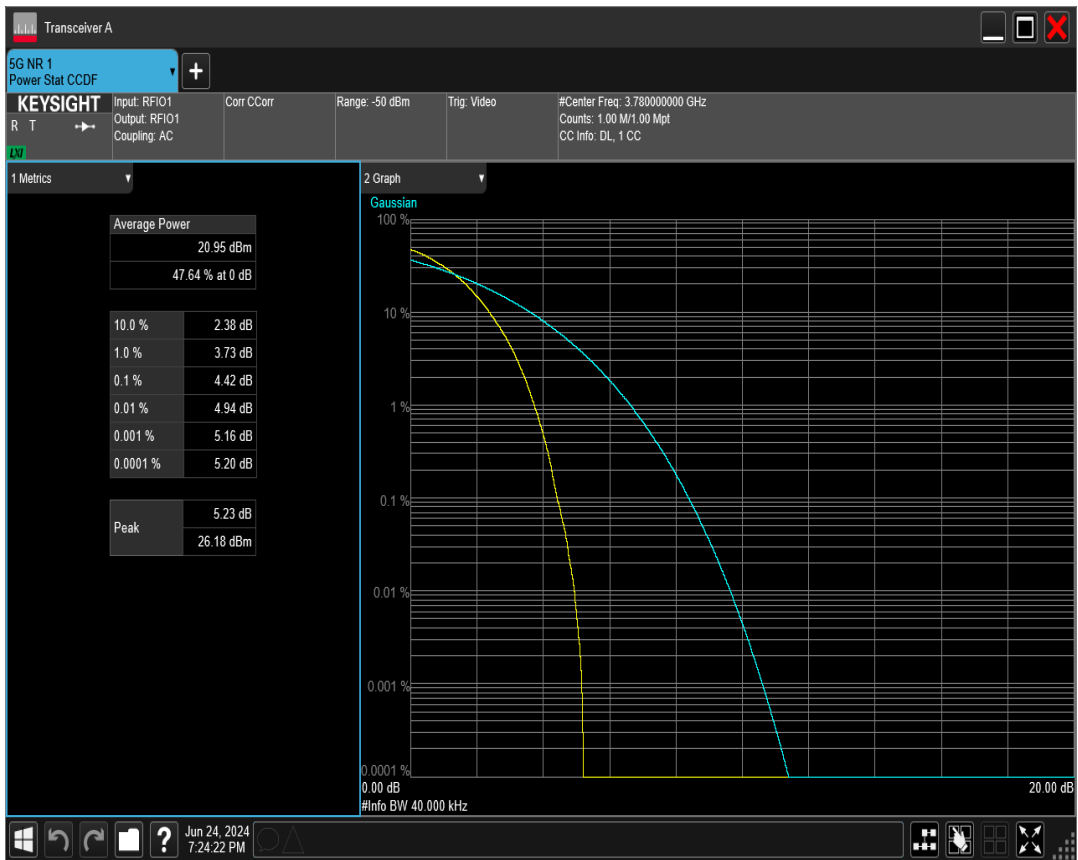 Transceiver A
5G NR 1
Power Stat CCDF
+
KEYSIGHT
R T
LXI
Input: RFIO1
Output: RFIO1
Coupling: AC
Corr CCorr
Range: -50 dBm
Trig: Video
#Center Freq: 3.780000000 GHz
Counts: 1.00 M/1.00 Mpt
CC Info: DL, 1 CC
1 Metrics
Average Power
20.95 dBm
47.64 % at 0 dB
10.0 % 2.38 dB
1.0 % 3.73 dB
0.1 % 4.42 dB
0.01 % 4.94 dB
0.001 % 5.16 dB
0.0001 % 5.20 dB
Peak
5.23 dB
26.18 dBm
2 Graph
Gaussian
100 %
10 %
1 %
0.1 %
0.01 %
0.001 %
0.0001 %
0.00 dB
20.00 dB
#Info BW 40.000 kHz
?
Jun 24, 2024
7:24:22 PM